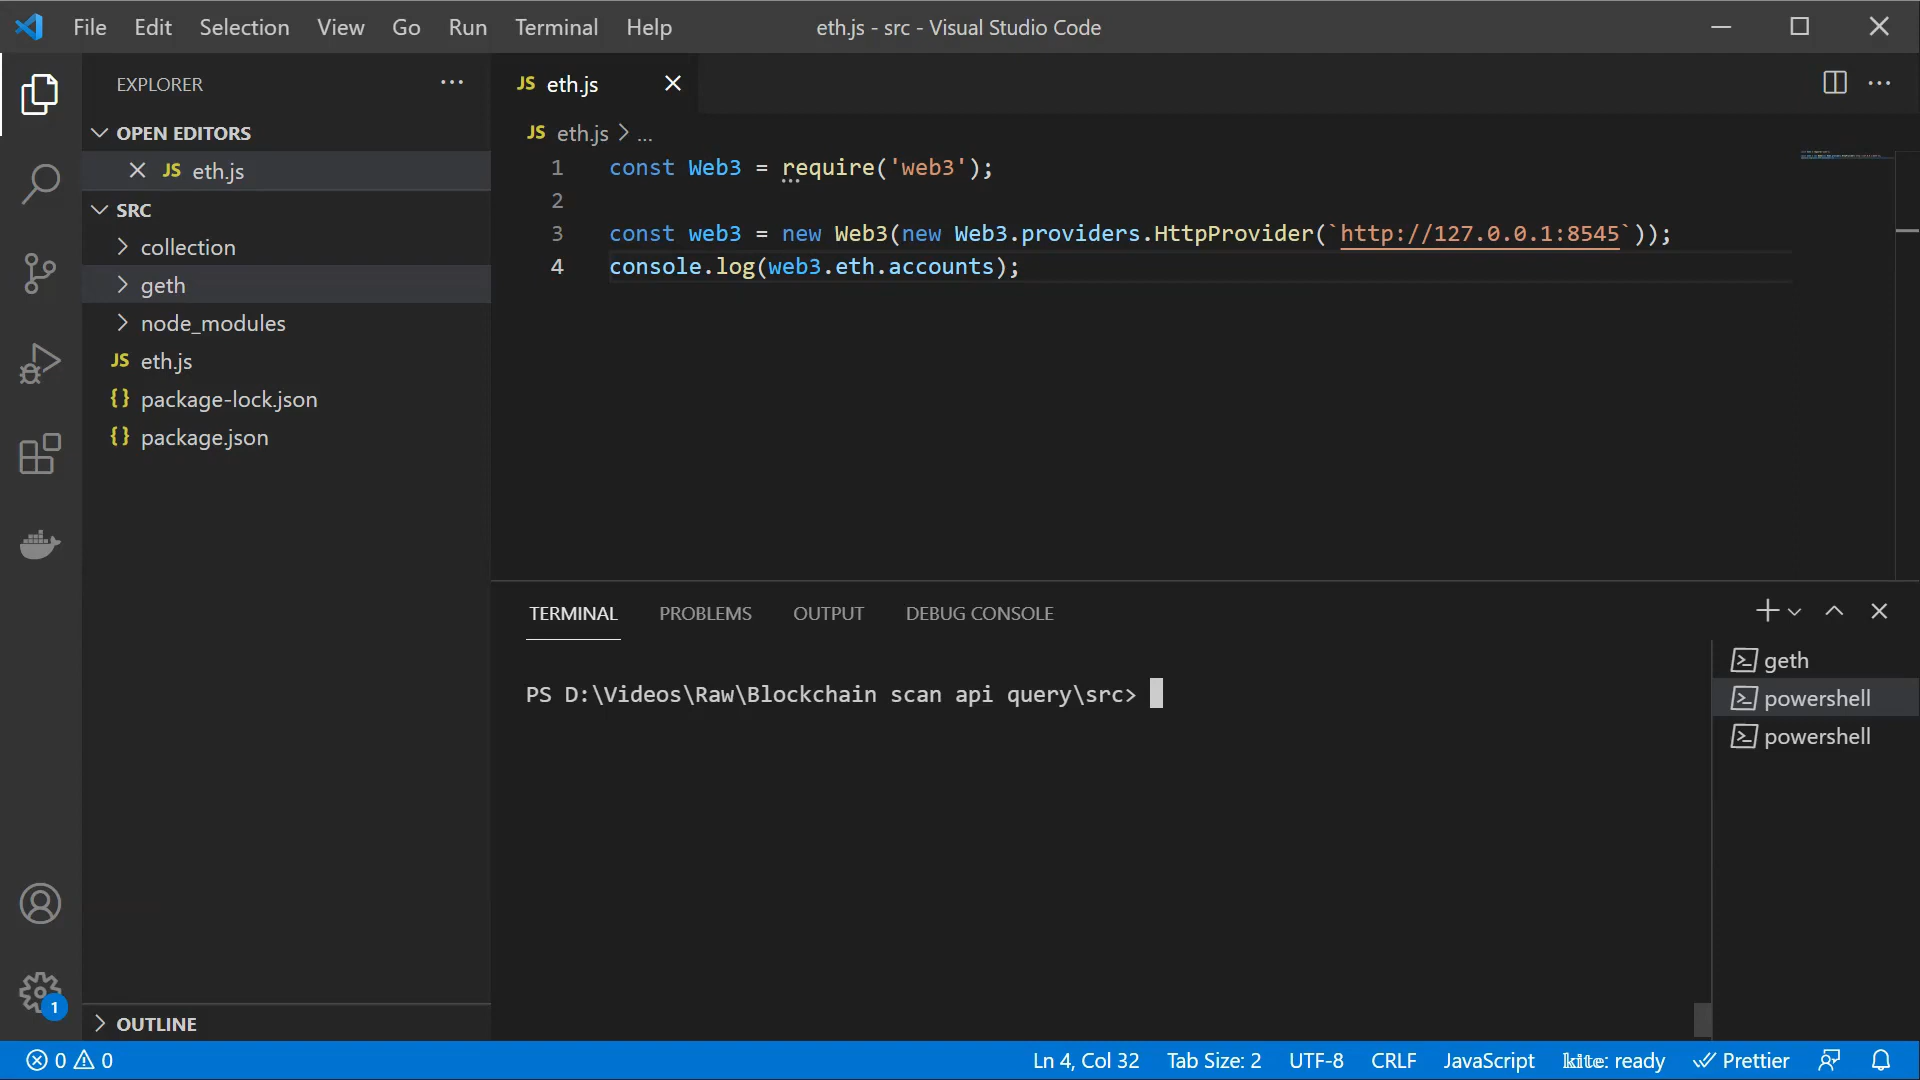 File Edit Selection View Go Run Terminal Help eth.js - src - Visual Studio Code
EXPLORER
OPEN EDITORS
JS eth.js
SRC
collection
geth
node_modules
JS eth.js
{} package-lock.json
{} package.json
OUTLINE
JS eth.js
JS eth.js > ...
1 const Web3 = require('web3');
2
3 const web3 = new Web3(new Web3.providers.HttpProvider(`http://127.0.0.1:8545`));
4 console.log(web3.eth.accounts);
TERMINAL PROBLEMS OUTPUT DEBUG CONSOLE
PS D:\Videos\Raw\Blockchain scan api query\src>
geth
powershell
powershell
1
0 0 Ln 4, Col 32 Tab Size: 2 UTF-8 CRLF JavaScript kite: ready Prettier